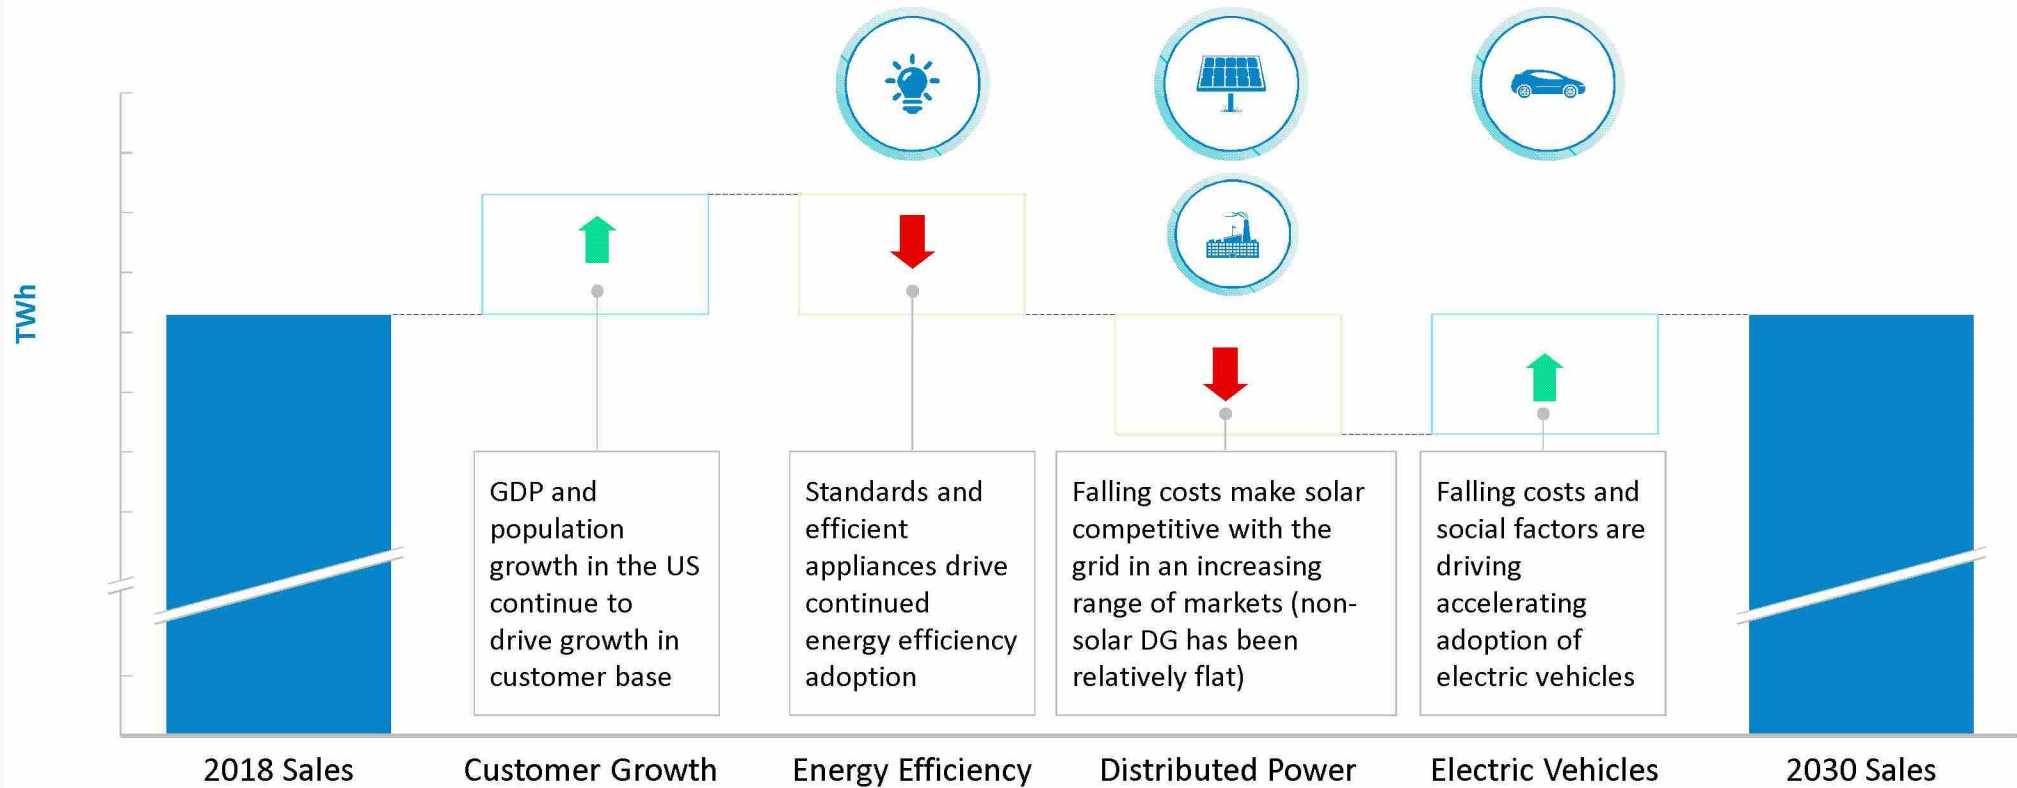 TWh
GDP and
population
growth in the US
continue to
drive growth in
customer base
Standards and
efficient
appliances drive
continued
energy efficiency
adoption
Falling costs make solar
competitive with the
grid in an increasing
range of markets (non-
solar DG has been
relatively flat)
Falling costs and
social factors are
driving
accelerating
adoption of
electric vehicles
2018 Sales
Customer Growth
Energy Efficiency
Distributed Power
Electric Vehicles
2030 Sales